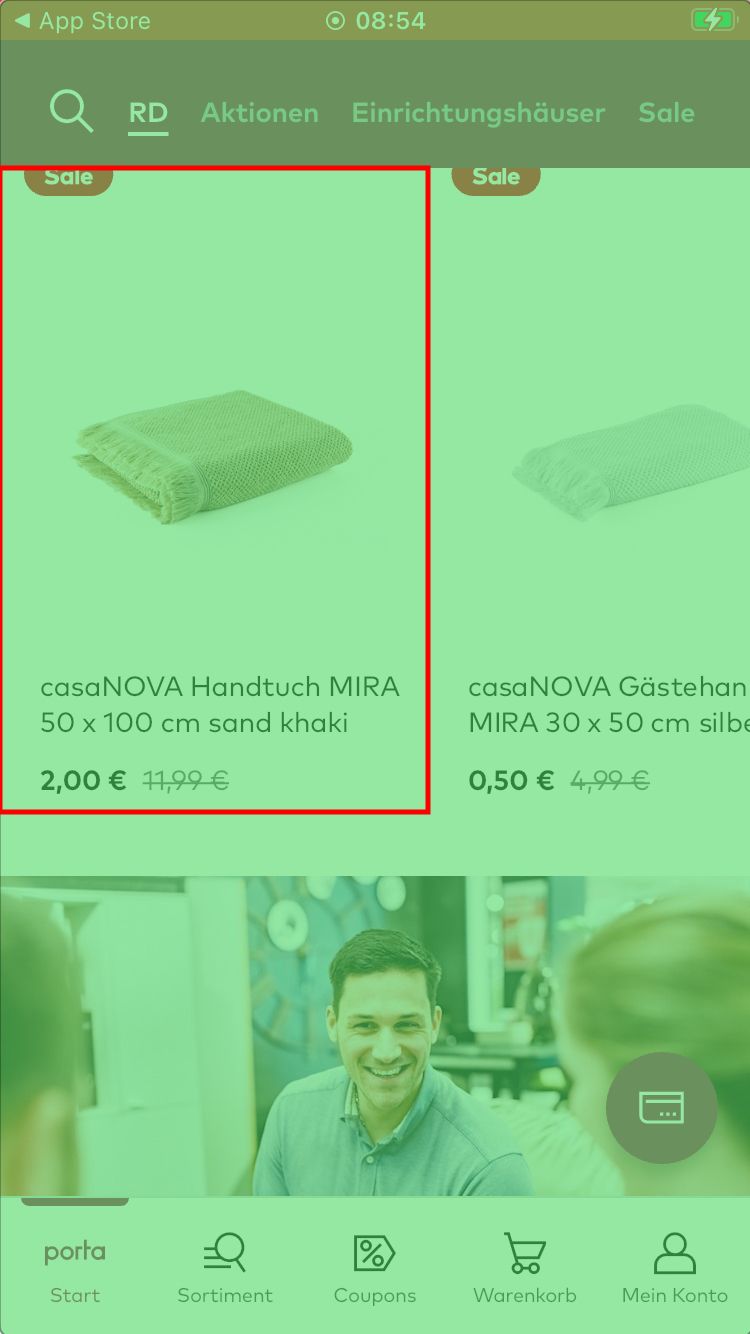 App Store
08:54
RD Aktionen Einrichtungshäuser Sale
Sale
Sale
casaNOVA Handtuch MIRA
50 x 100 cm sand khaki
2,00 € 11,99 €
casaNOVA Gästehan
MIRA 30 x 50 cm silbe
0,50 € 4,99 €
porta
Start Sortiment Coupons Warenkorb Mein Konto